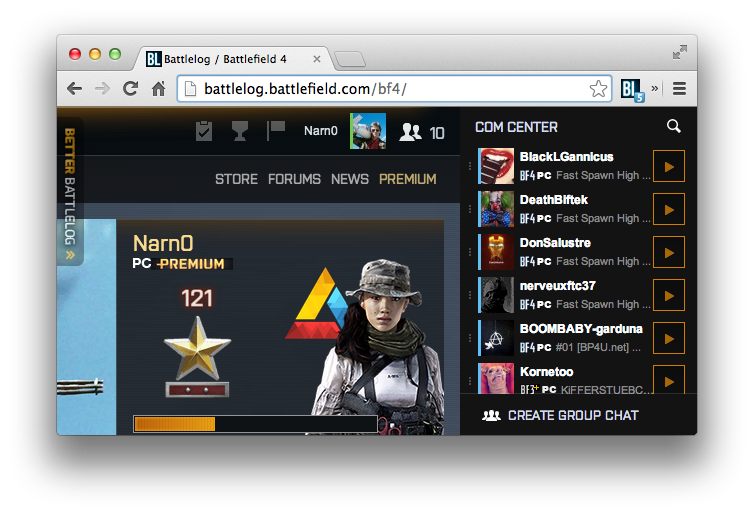 BL Battlelog / Battlefield 4
battlelog.battlefield.com/bf4/
BL 5
BETTER BATTLELOG »
Narn0
10
STORE FORUMS NEWS PREMIUM
Narn0
PC PREMIUM
121
COM CENTER
BlackLGannicus
BF4 PC Fast Spawn High ...
DeathBiftek
BF4 PC Fast Spawn High ...
DonSalustre
BF4 PC Fast Spawn High ...
nerveuxftc37
BF4 PC Fast Spawn High ...
BOOMBABY-garduna
BF4 PC #01 [BP4U.net] ...
Kornetoo
BF3+ PC KiFFERSTUEBC...
CREATE GROUP CHAT